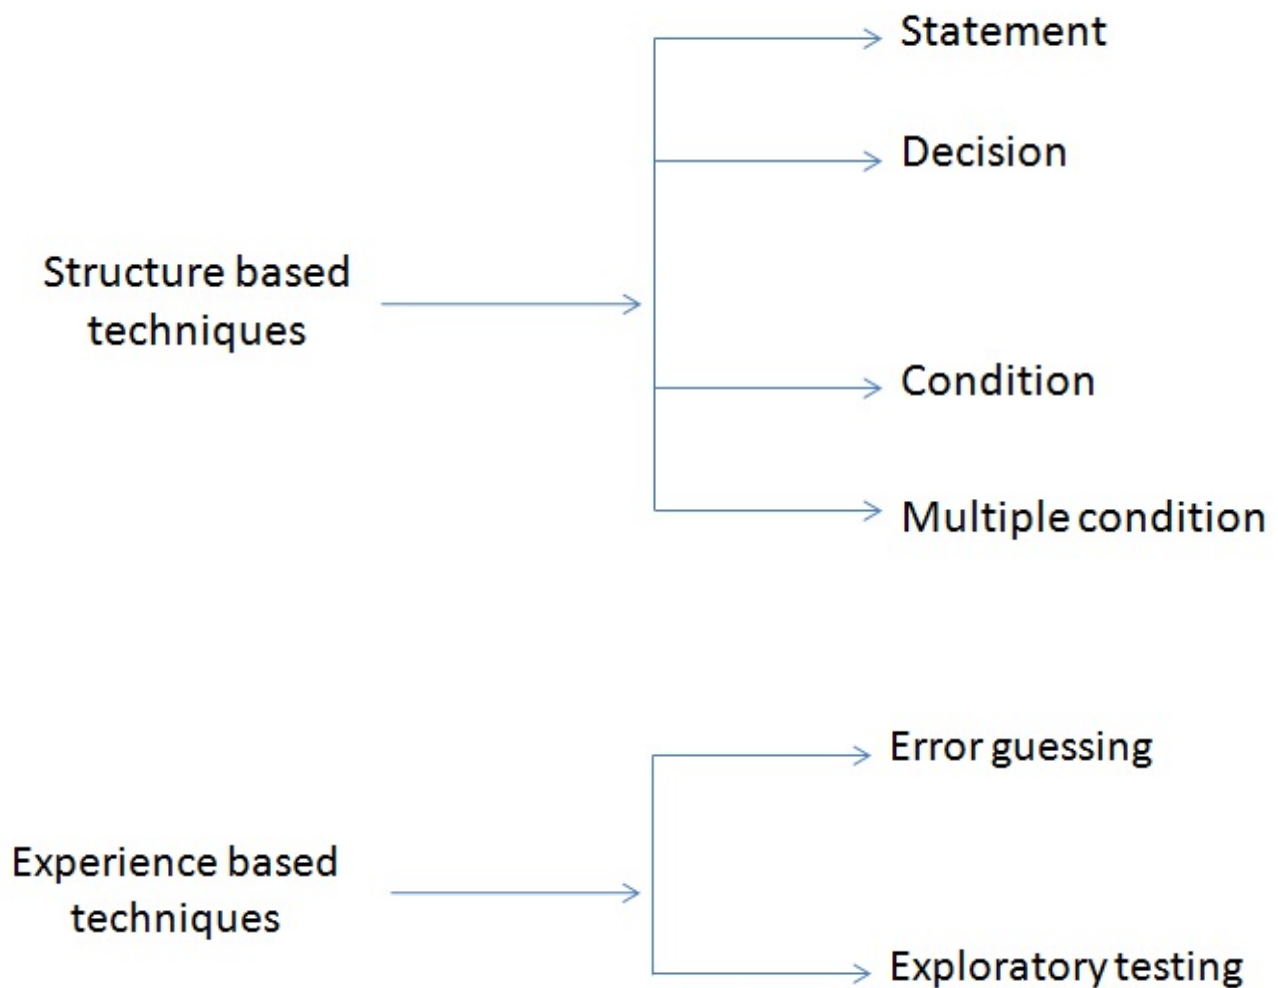 Statement
Decision
Structure based
techniques
Condition
Multiple condition
Error guessing
Experience based
techniques
Exploratory testing